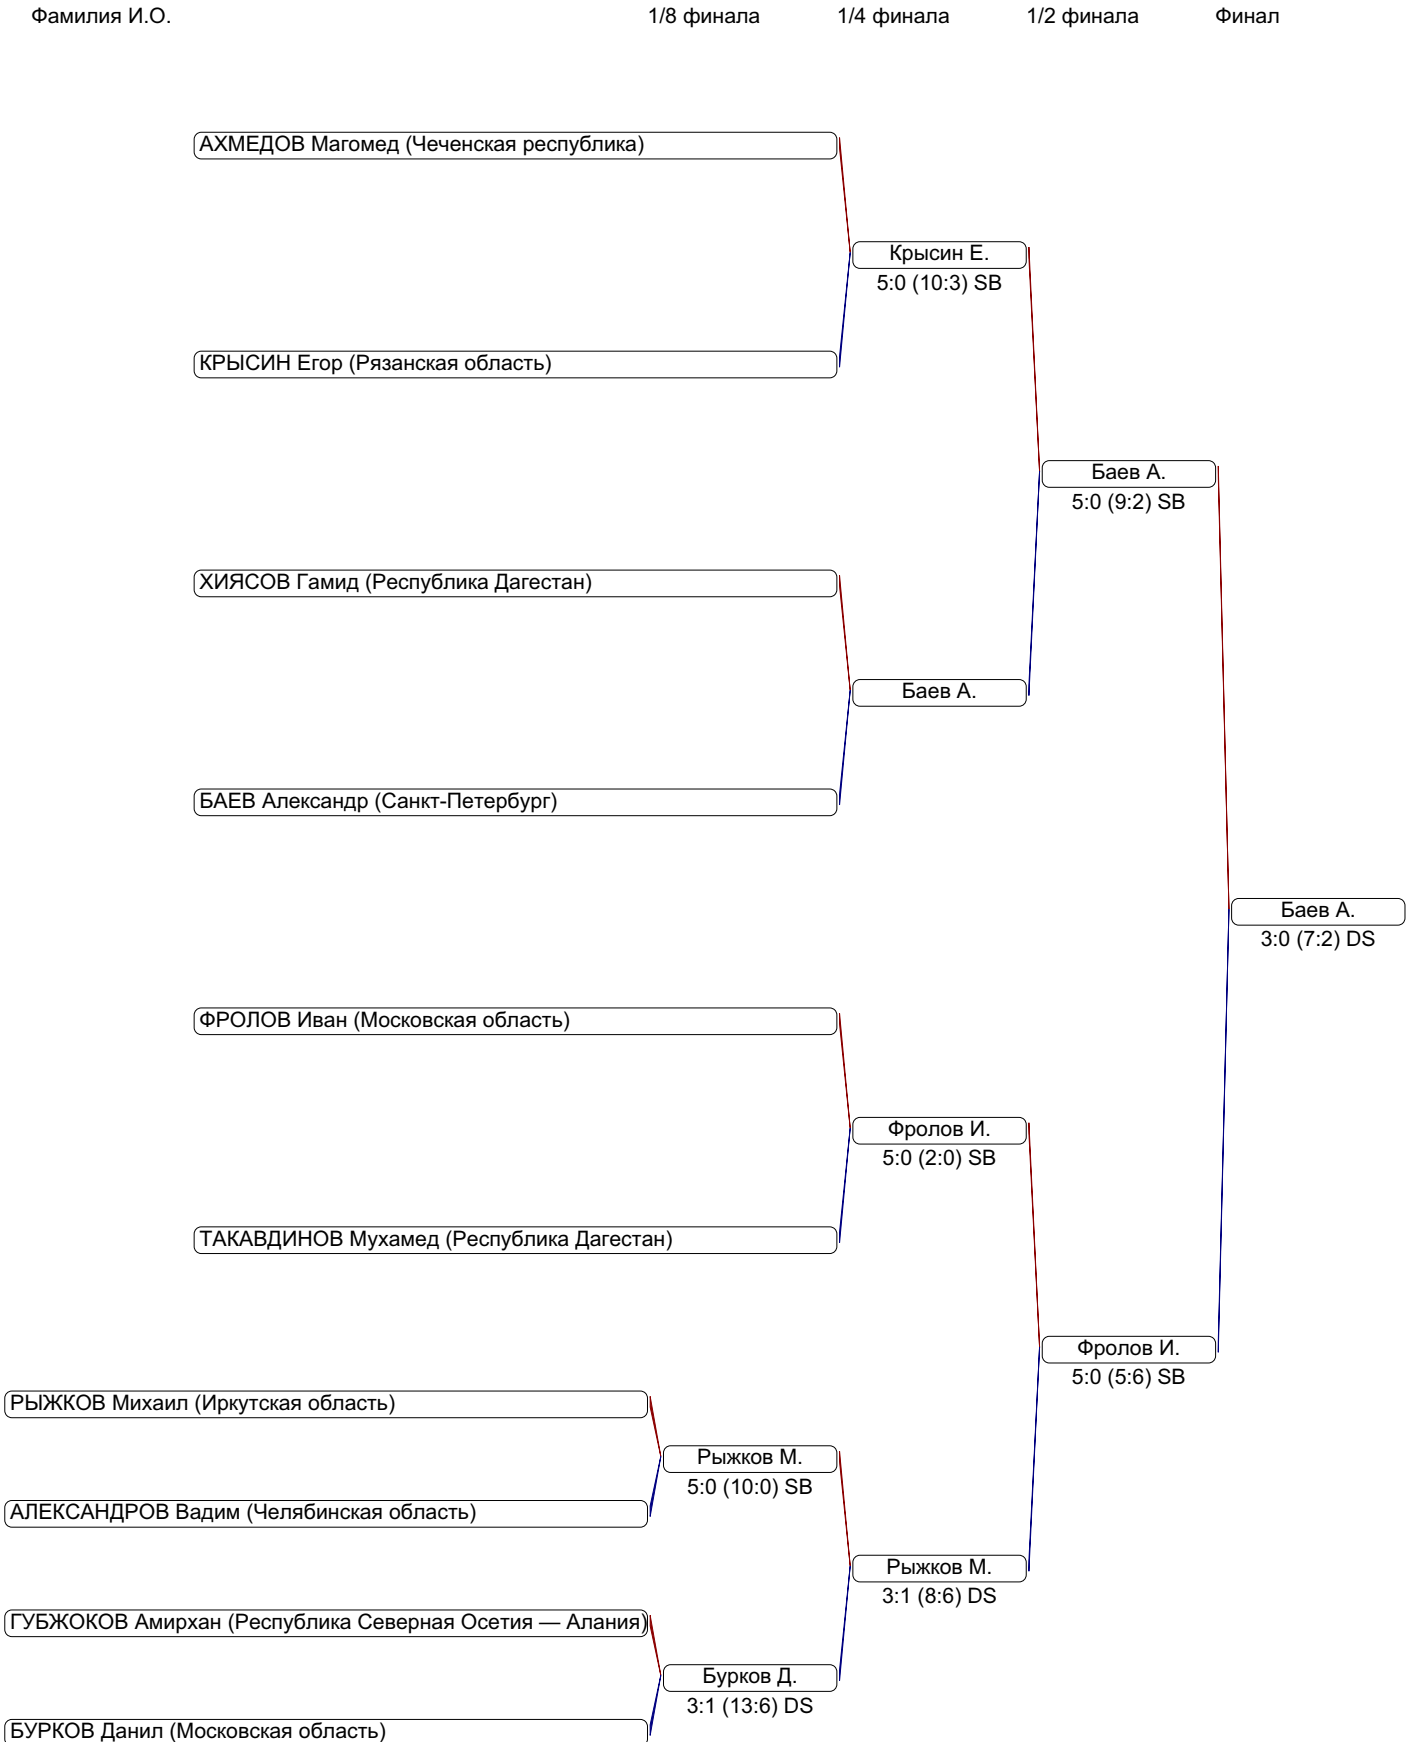 Фамилия И.О. 1/8 финала 1/4 финала 1/2 финала Финал
АХМЕДОВ Магомед (Чеченская республика)
Крысин Е.
5:0 (10:3) SB
КРЫСИН Егор (Рязанская область)
Баев А.
5:0 (9:2) SB
ХИЯСОВ Гамид (Республика Дагестан)
Баев А.
БАЕВ Александр (Санкт-Петербург)
Баев А.
3:0 (7:2) DS
ФРОЛОВ Иван (Московская область)
Фролов И.
5:0 (2:0) SB
ТАКАВДИНОВ Мухамед (Республика Дагестан)
Фролов И.
5:0 (5:6) SB
РЫЖКОВ Михаил (Иркутская область)
Рыжков М.
5:0 (10:0) SB
АЛЕКСАНДРОВ Вадим (Челябинская область)
Рыжков М.
3:1 (8:6) DS
ГУБЖОКОВ Амирхан (Республика Северная Осетия — Алания)
Бурков Д.
3:1 (13:6) DS
БУРКОВ Данил (Московская область)